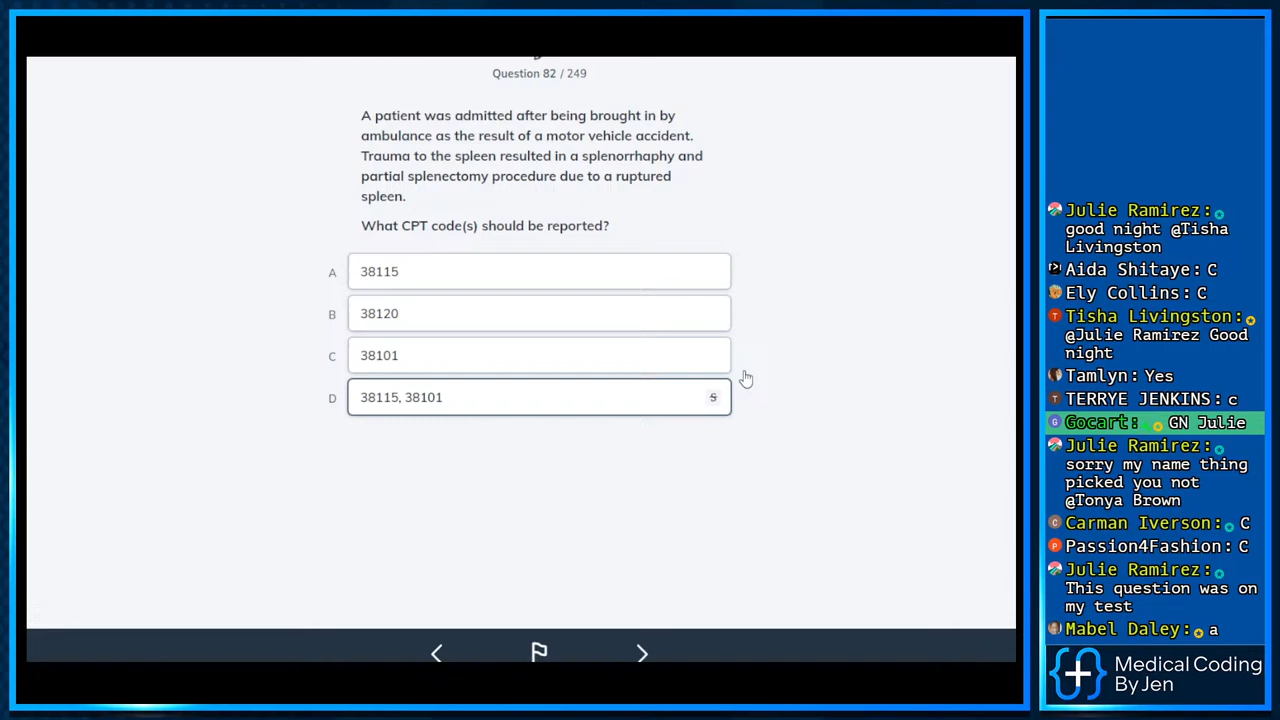 Question 82 / 249
A patient was admitted after being brought in by
ambulance as the result of a motor vehicle accident.
Trauma to the spleen resulted in a splenorrhaphy and
partial splenectomy procedure due to a ruptured
spleen.
What CPT code(s) should be reported?
A 38115
B 38120
C 38101
D 38115, 38101 S
Julie Ramirez:
good night @Tisha
Livingston
Aida Shitaye: C
Ely Collins: C
Tisha Livingston:
@Julie Ramirez Good
night
Tamlyn: Yes
T TERRYE JENKINS: c
G Gocart: GN Julie
Julie Ramirez:
sorry my name thing
picked you not
@Tonya Brown
C Carman Iverson: C
P Passion4Fashion: C
Julie Ramirez:
This question was on
my test
Mabel Daley: a
Medical Coding
By Jen